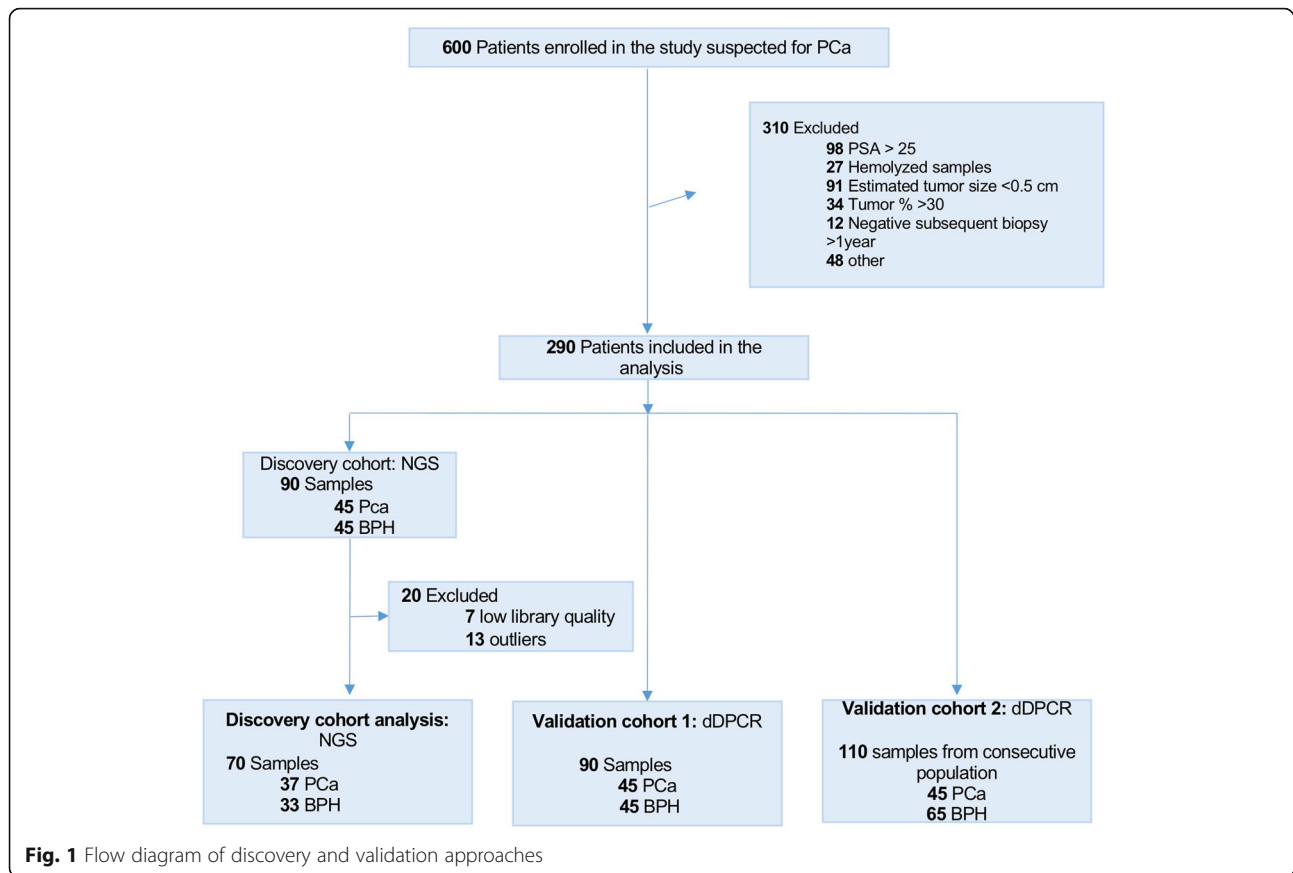 600 Patients enrolled in the study suspected for PCa
310 Excluded
98 PSA > 25
27 Hemolyzed samples
91 Estimated tumor size <0.5 cm
34 Tumor % >30
12 Negative subsequent biopsy
>1year
48 other
290 Patients included in the
analysis
Discovery cohort: NGS
90 Samples
45 Pca
45 BPH
20 Excluded
7 low library quality
13 outliers
Discovery cohort analysis:
NGS
70 Samples
37 PCa
33 BPH
Validation cohort 1: dDPCR
90 Samples
45 PCa
45 BPH
Validation cohort 2: dDPCR
110 samples from consecutive
population
45 PCa
65 BPH
Fig. 1 Flow diagram of discovery and validation approaches